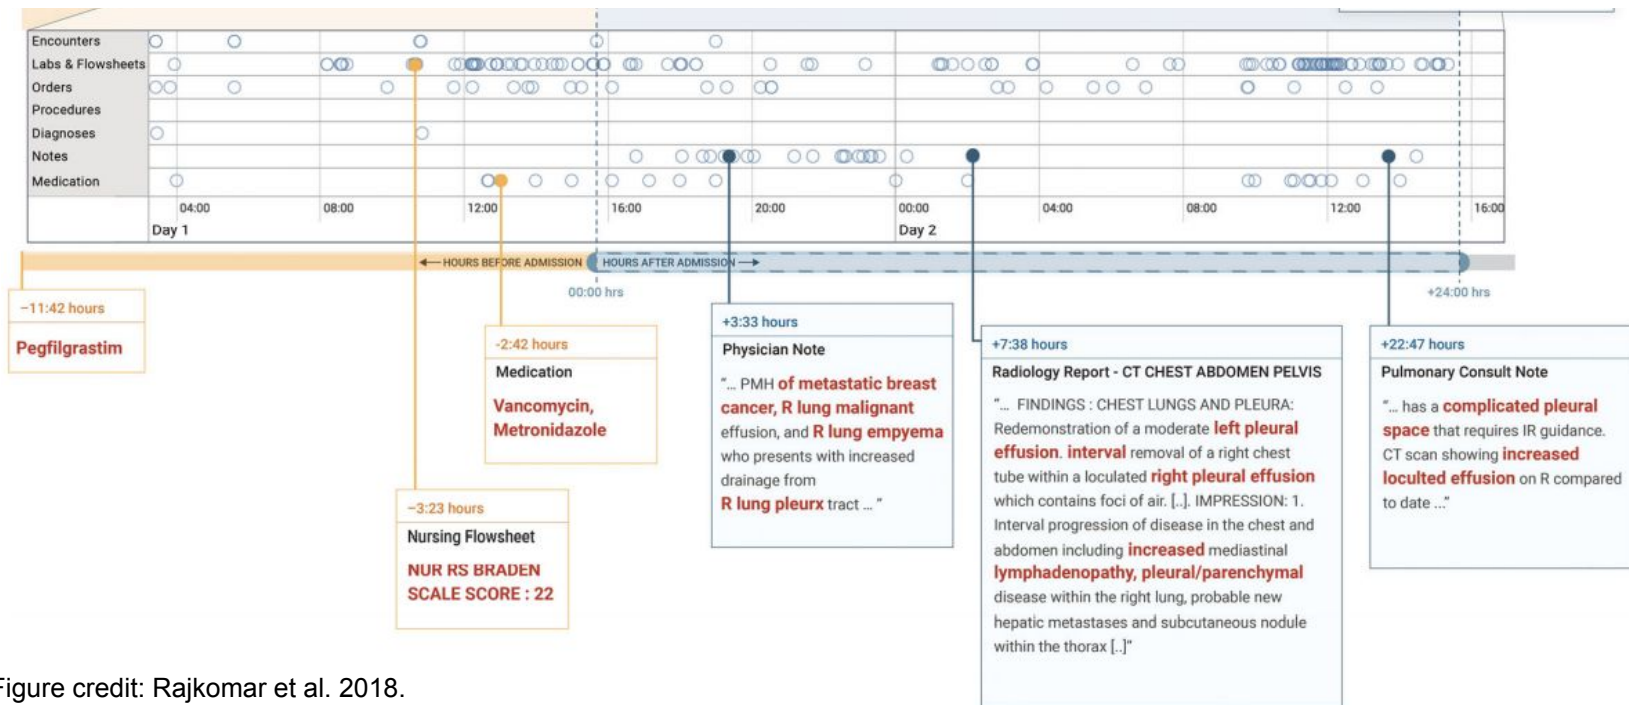 Encounters
Labs & Flowsheets
Orders
Procedures
Diagnoses
Notes
Medication
04:00
08:00
12:00
16:00
20:00
00:00
04:00
08:00
12:00
16:00
Day 1
Day 2
← HOURS BEFORE ADMISSION
HOURS AFTER ADMISSION →
00:00 hrs
+24:00 hrs
−11:42 hours
Pegfilgrastim
-2:42 hours
Medication
Vancomycin,
Metronidazole
−3:23 hours
Nursing Flowsheet
NUR RS BRADEN
SCALE SCORE : 22
+3:33 hours
Physician Note
"... PMH of metastatic breast
cancer, R lung malignant
effusion, and R lung empyema
who presents with increased
drainage from
R lung pleurx tract ..."
+7:38 hours
Radiology Report - CT CHEST ABDOMEN PELVIS
"... FINDINGS : CHEST LUNGS AND PLEURA:
Redemonstration of a moderate left pleural
effusion. interval removal of a right chest
tube within a loculated right pleural effusion
which contains foci of air. [..]. IMPRESSION: 1.
Interval progression of disease in the chest and
abdomen including increased mediastinal
lymphadenopathy, pleural/parenchymal
disease within the right lung, probable new
hepatic metastases and subcutaneous nodule
within the thorax [..]"
+22:47 hours
Pulmonary Consult Note
"... has a complicated pleural
space that requires IR guidance.
CT scan showing increased
loculted effusion on R compared
to date ..."
Figure credit: Rajkomar et al. 2018.